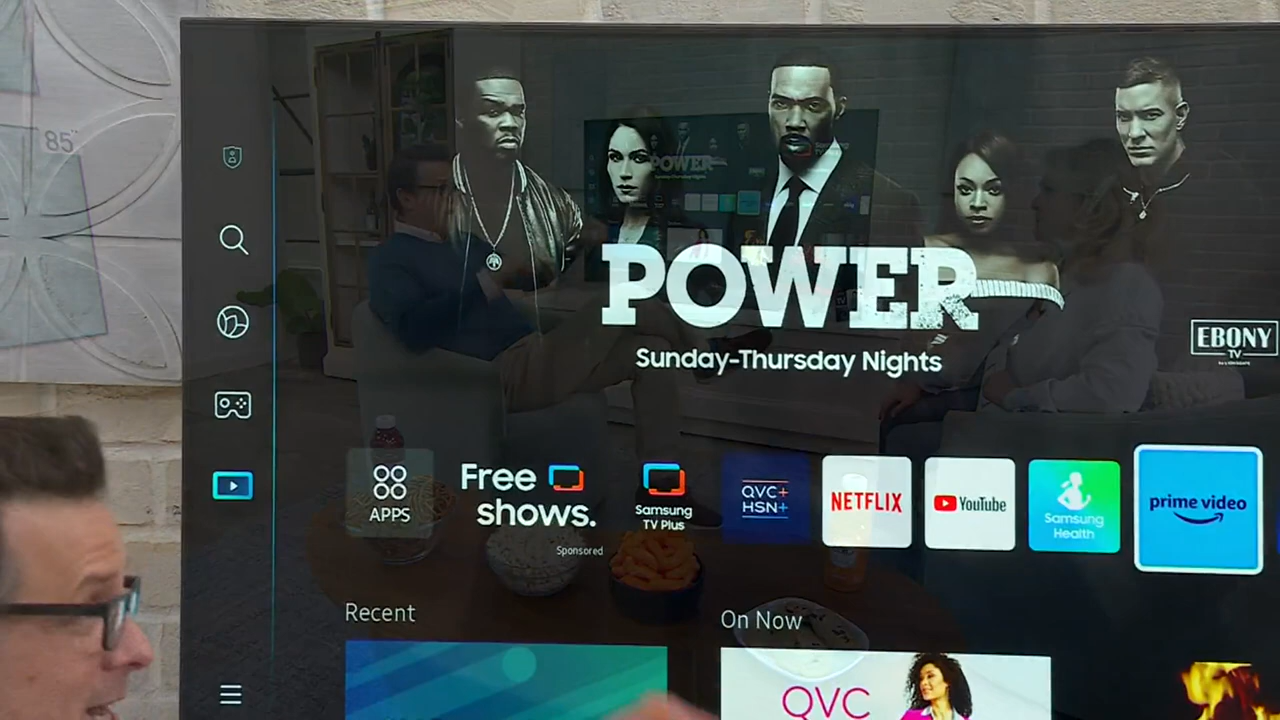 85"
POWER
Sunday-Thursday Nights
EBONY
TV
APPS
Free
shows.
Sponsored
Samsung
TV Plus
QVC+
HSN+
NETFLIX
YouTube
Samsung
Health
prime video
Recent
On Now
QVC
POWER